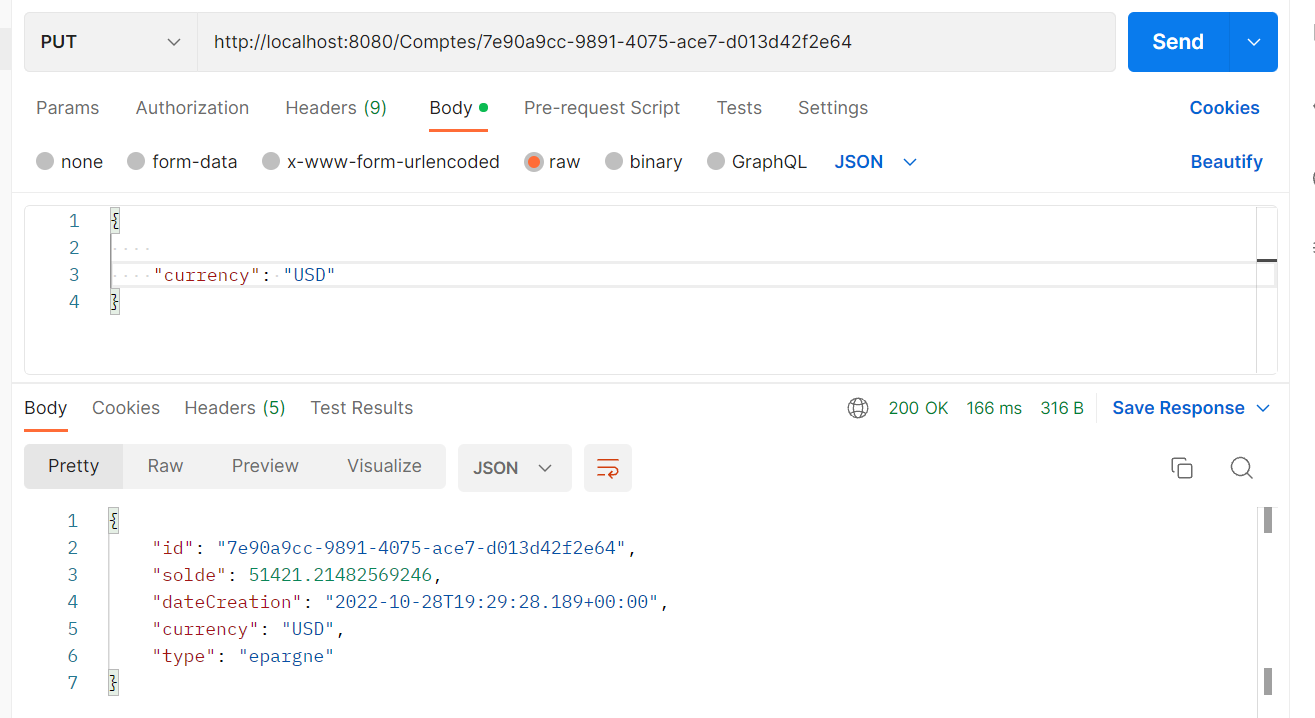 PUT http://localhost:8080/Comptes/7e90a9cc-9891-4075-ace7-d013d42f2e64 Send
Params Authorization Headers (9) Body Pre-request Script Tests Settings Cookies
none form-data x-www-form-urlencoded raw binary GraphQL JSON Beautify
1 {
2 ····
3 ····"currency":·"USD"
4 }
Body Cookies Headers (5) Test Results 200 OK 166 ms 316 B Save Response
Pretty Raw Preview Visualize JSON
1 {
2 "id": "7e90a9cc-9891-4075-ace7-d013d42f2e64",
3 "solde": 51421.21482569246,
4 "dateCreation": "2022-10-28T19:29:28.189+00:00",
5 "currency": "USD",
6 "type": "epargne"
7 }